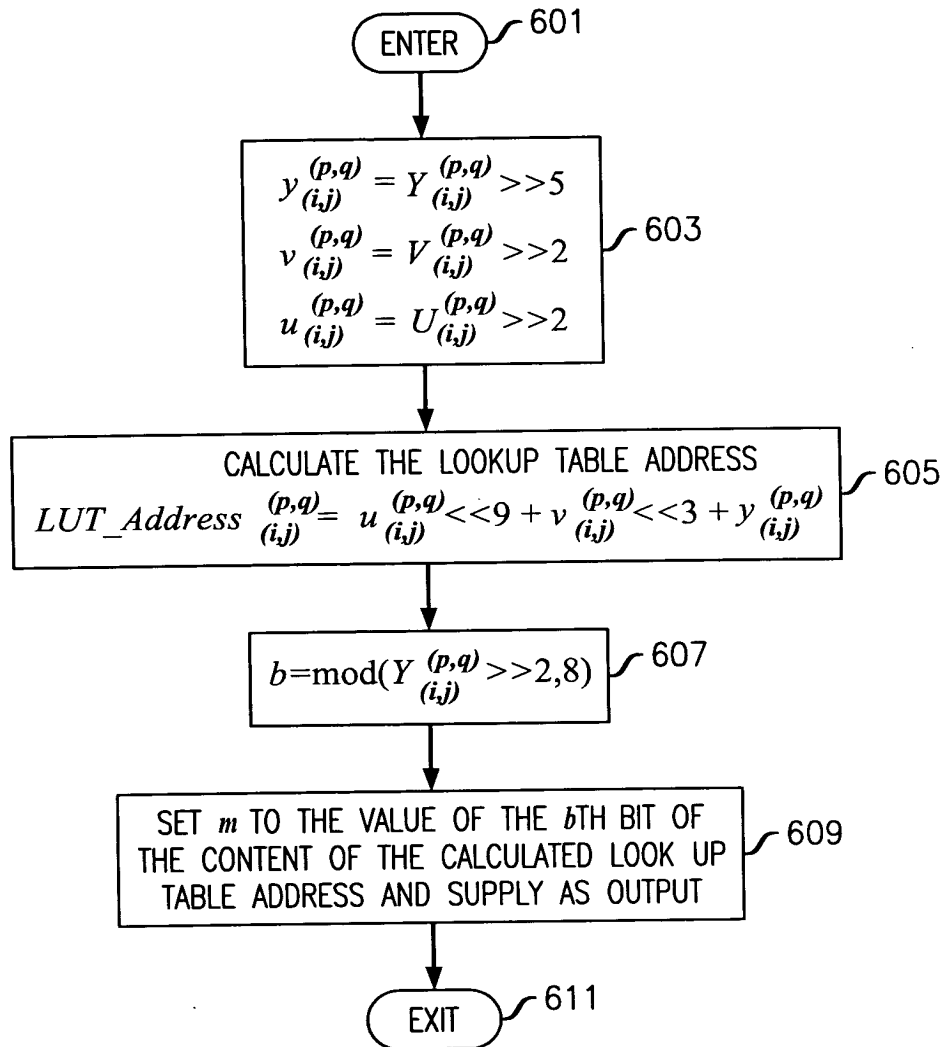 ENTER 601
y (i,j)^(p,q) = Y (i,j)^(p,q) >>5
v (i,j)^(p,q) = V (i,j)^(p,q) >>2
u (i,j)^(p,q) = U (i,j)^(p,q) >>2
603
CALCULATE THE LOOKUP TABLE ADDRESS
LUT_Address (i,j)^(p,q) = u (i,j)^(p,q) <<9 + v (i,j)^(p,q) <<3 + y (i,j)^(p,q)
605
b=mod(Y (i,j)^(p,q) >>2,8)
607
SET m TO THE VALUE OF THE bTH BIT OF
THE CONTENT OF THE CALCULATED LOOK UP
TABLE ADDRESS AND SUPPLY AS OUTPUT
609
EXIT 611